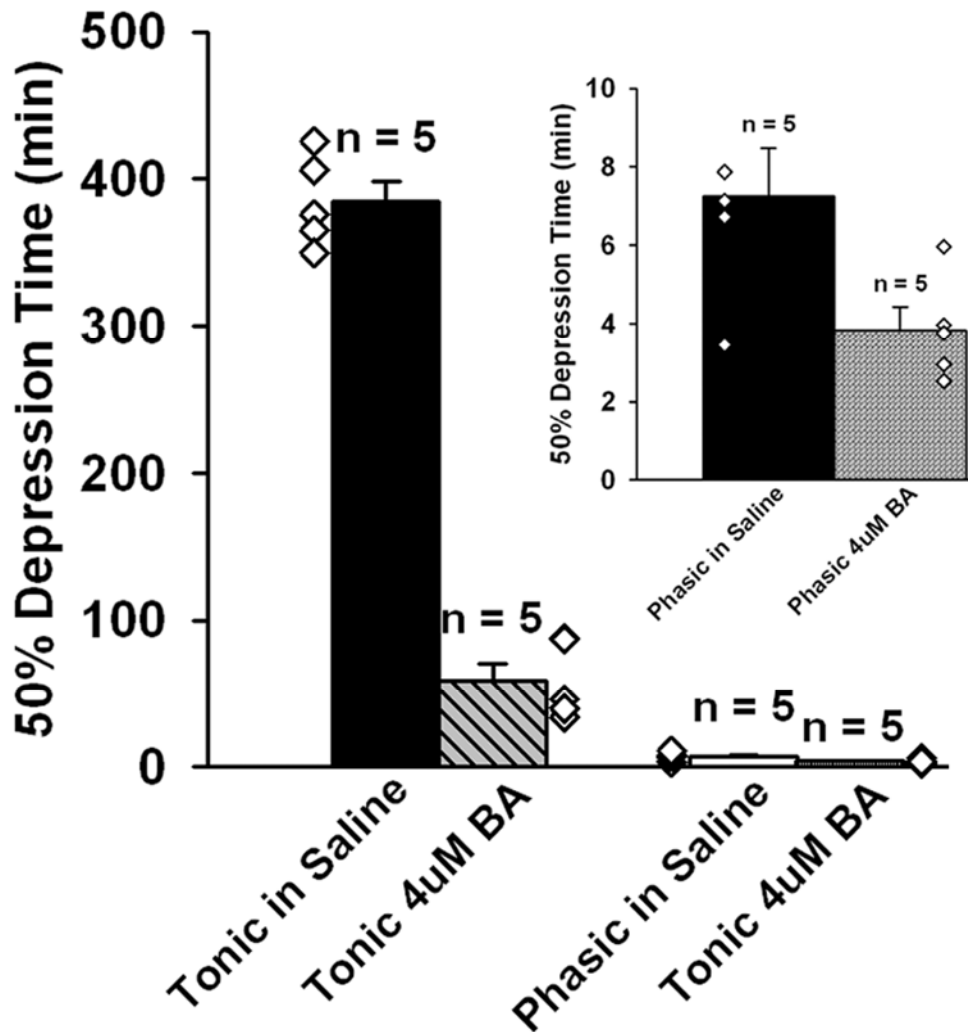 50% Depression Time (min)
500
400
300
200
100
0
n = 5
n = 5
n = 5
n = 5
Tonic in Saline
Tonic 4uM BA
Phasic in Saline
Tonic 4uM BA
50% Depression Time (min)
10
8
6
4
2
0
n = 5
n = 5
Phasic in Saline
Phasic 4uM BA